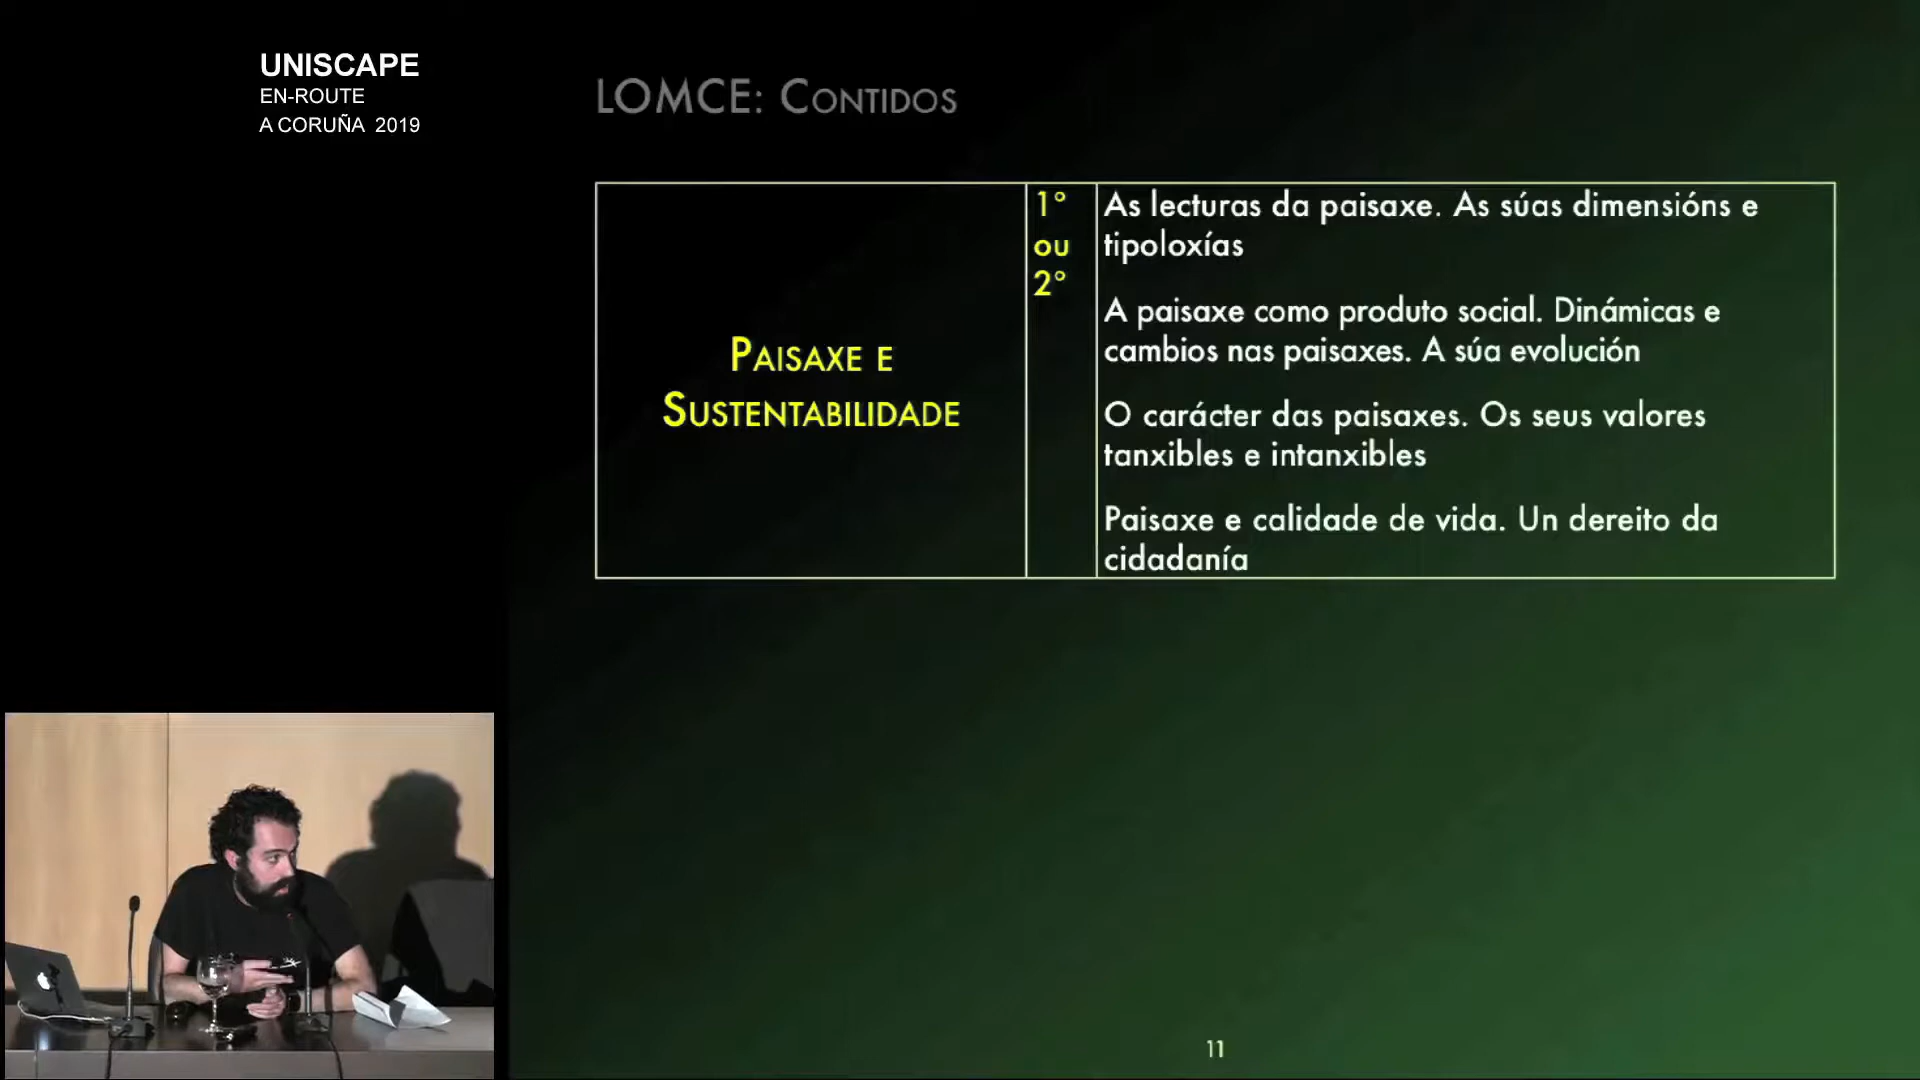 UNISCAPE
EN-ROUTE
A CORUÑA 2019
LOMCE: CONTIDOS
PAISAXE E
SUSTENTABILIDADE
1º
ou
2º
As lecturas da paisaxe. As súas dimensións e
tipoloxías
A paisaxe como produto social. Dinámicas e
cambios nas paisaxes. A súa evolución
O carácter das paisaxes. Os seus valores
tanxibles e intanxibles
Paisaxe e calidade de vida. Un dereito da
cidadanía
11